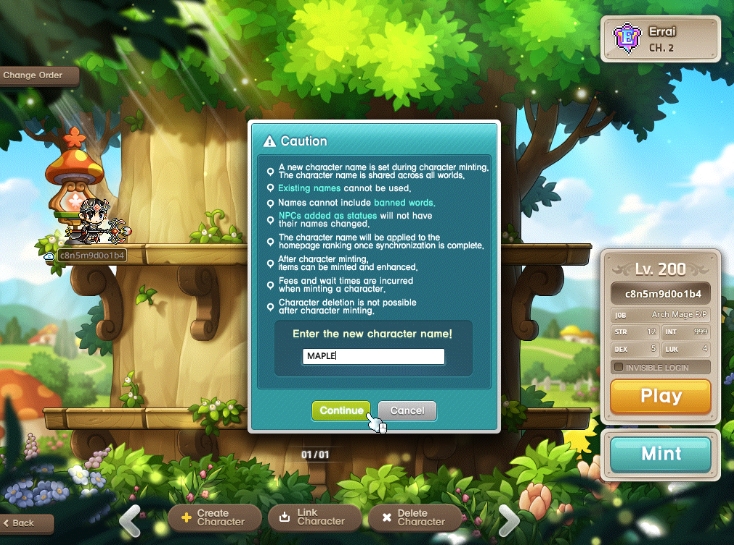 Change Order
Errai
CH. 2
Caution
A new character name is set during character minting,
The character name is shared across all worlds,
Existing names cannot be used,
Names cannot include banned words,
NPCs added as statues will not have
their names changed,
The character name will be applied to the
homepage ranking once synchronization is complete,
After character minting,
items can be minted and enhanced,
Fees and wait times are incurred
when minting a character,
Character deletion is not possible
after character minting,
Enter the new character name!
MAPLE
Continue
Cancel
c8n5m9d0o1b4
Lv. 200
c8n5m9d0o1b4
JOB Arch Mage F/P
STR 12 INT 999
DEX 5 LUK 4
INVISIBLE LOGIN
Play
Mint
01/01
Back
Create
Character
Link
Character
Delete
Character